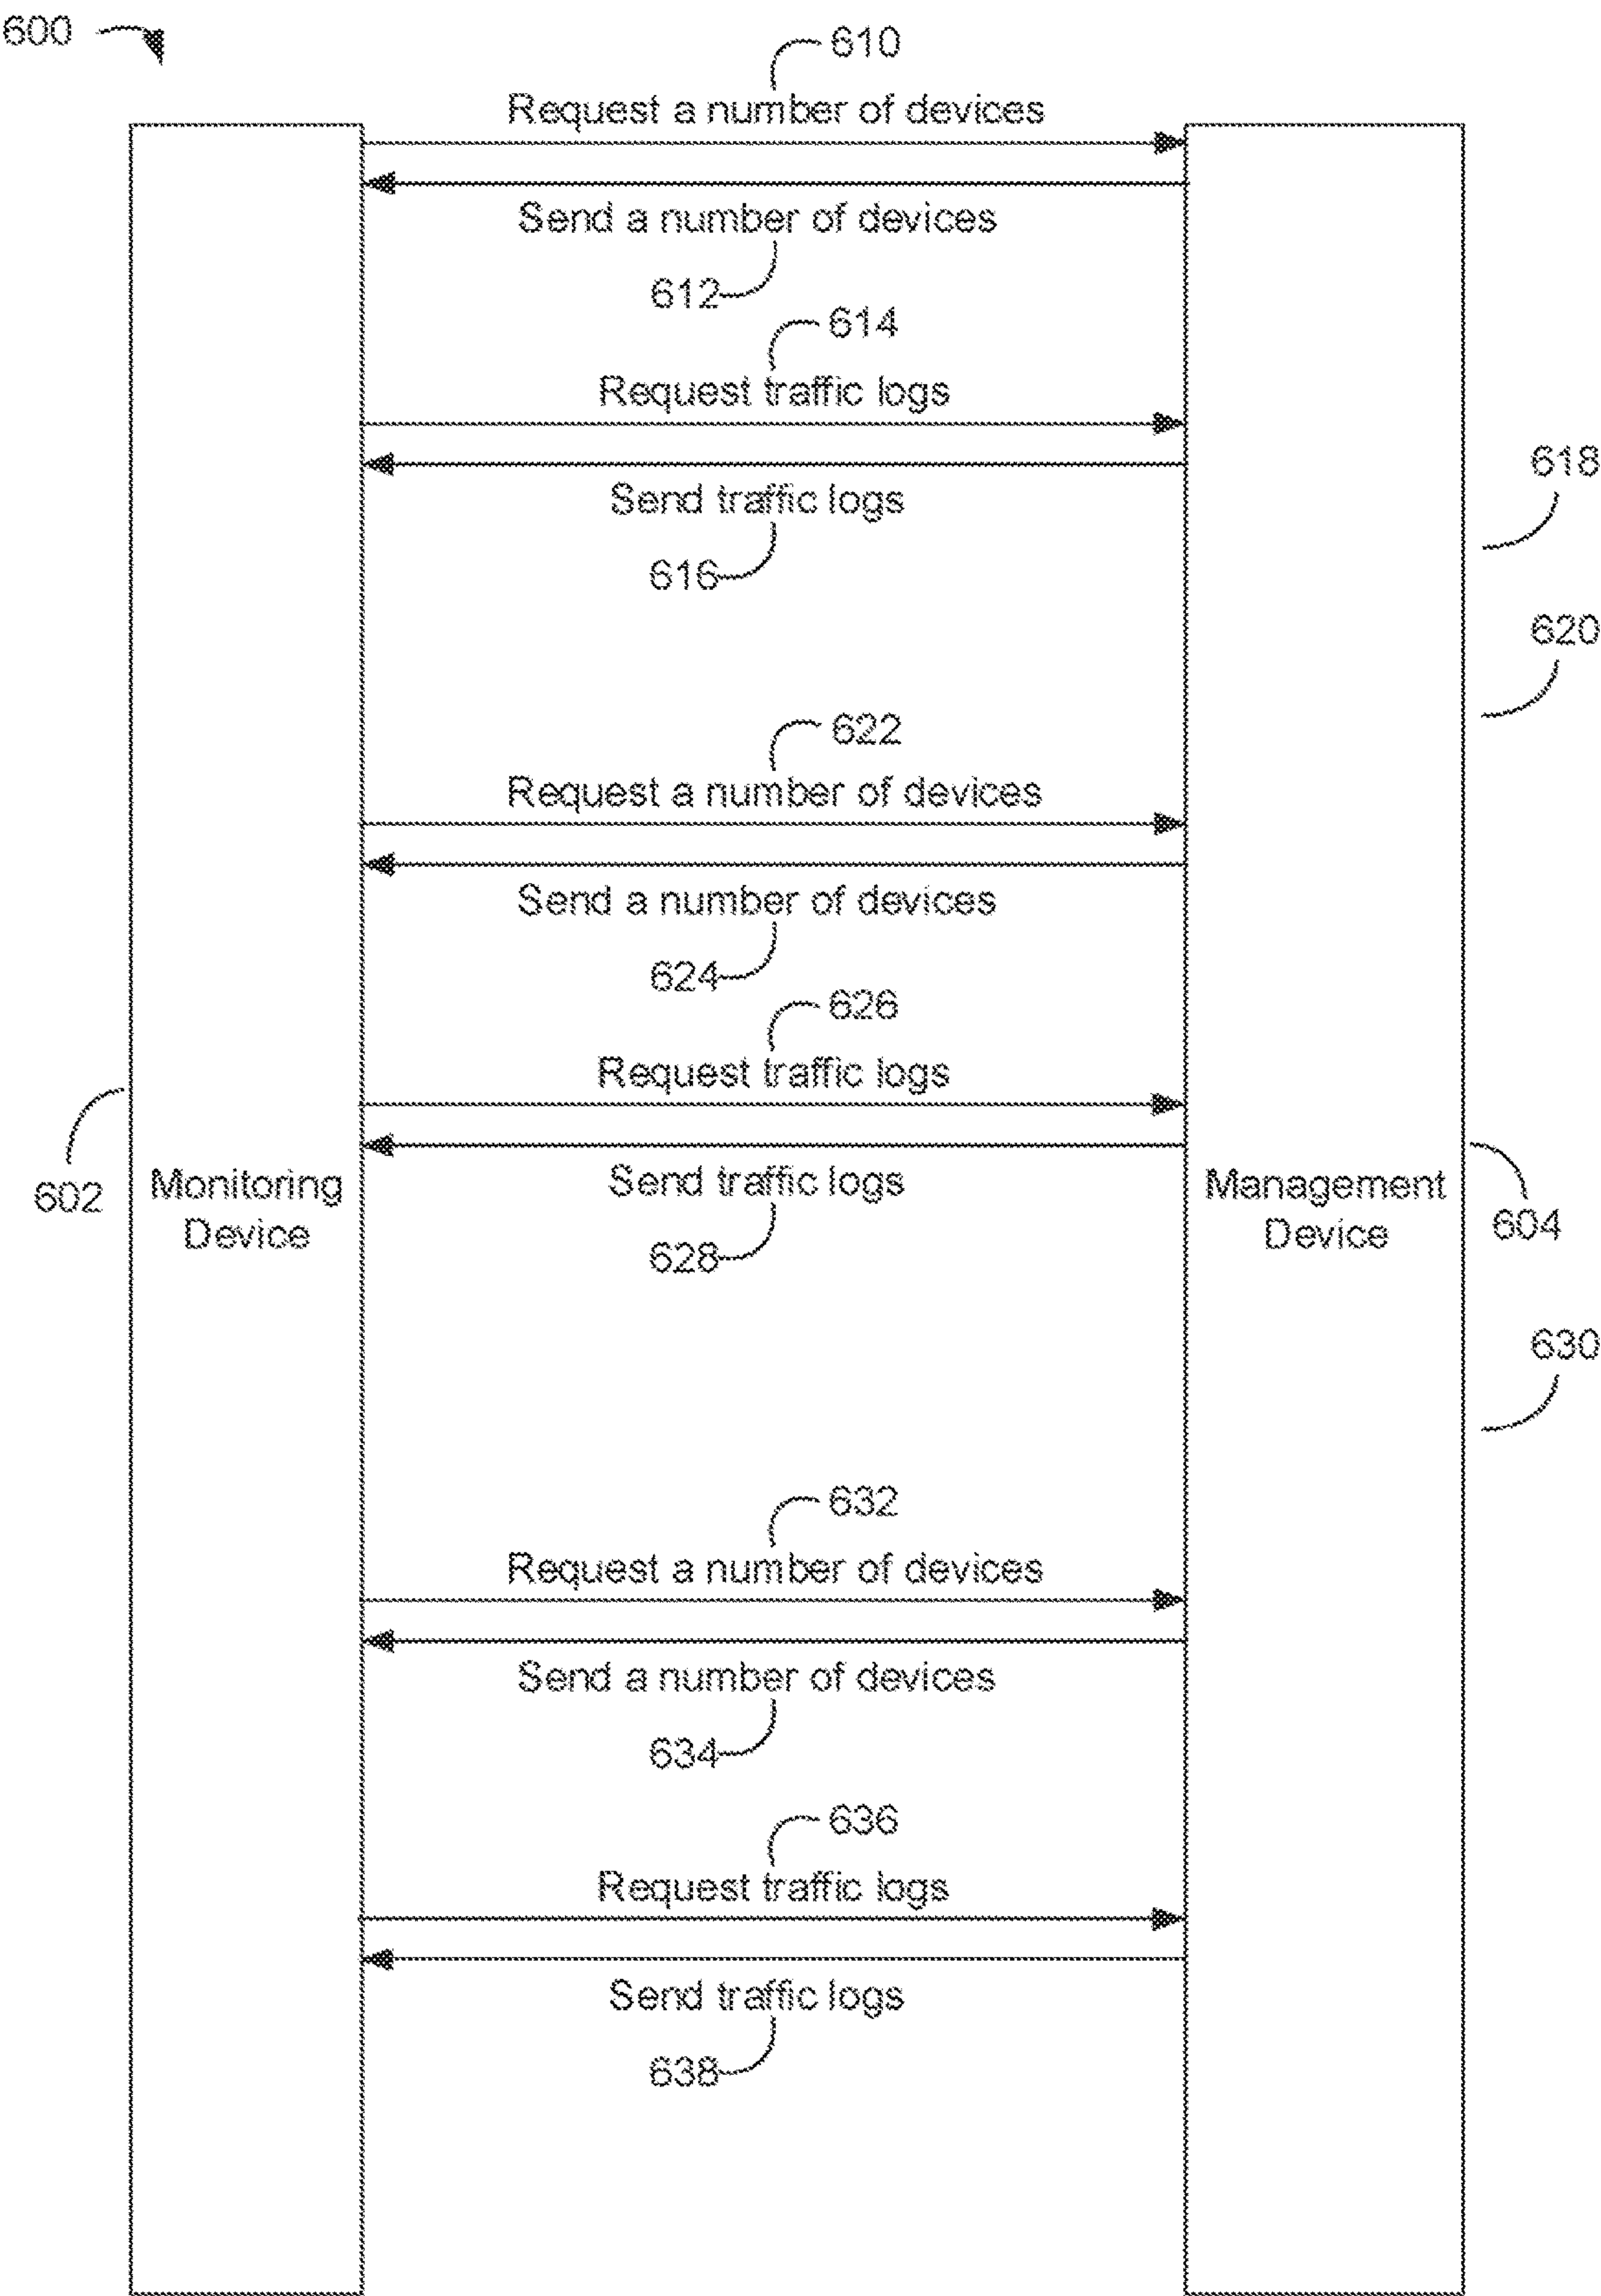 600
610
Request a number of devices
Send a number of devices
612
614
Request traffic logs
Send traffic logs
616
618
620
622
Request a number of devices
Send a number of devices
624
626
Request traffic logs
Send traffic logs
628
602
Monitoring
Device
Management
Device
604
630
632
Request a number of devices
Send a number of devices
634
636
Request traffic logs
Send traffic logs
638